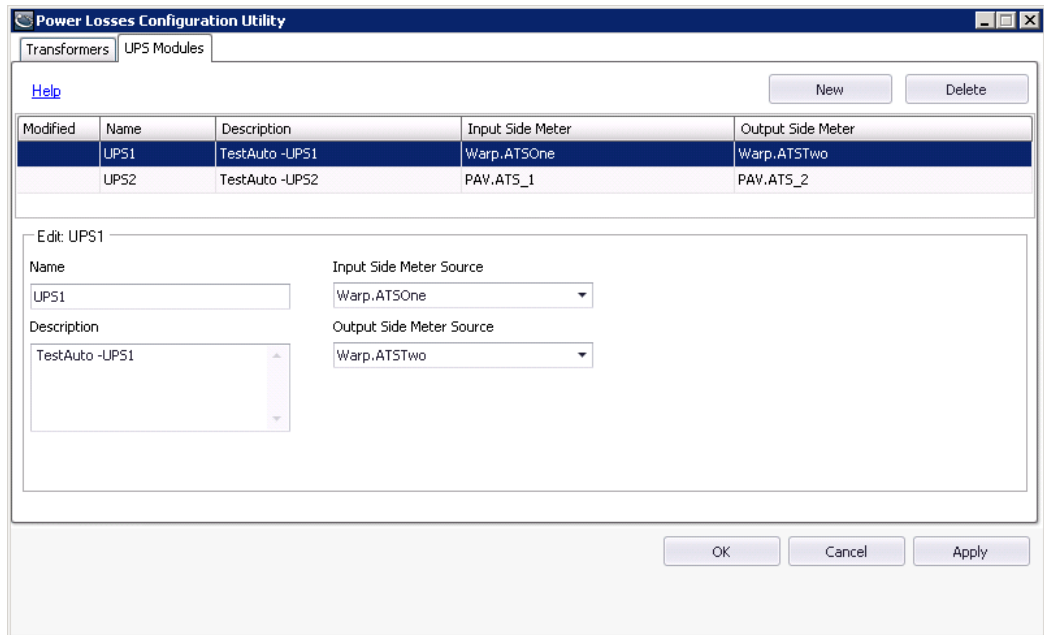 Power Losses Configuration Utility
Transformers UPS Modules
Help New Delete
Modified Name Description Input Side Meter Output Side Meter
UPS1 TestAuto -UPS1 Warp.ATSOne Warp.ATSTwo
UPS2 TestAuto -UPS2 PAV.ATS_1 PAV.ATS_2
Edit: UPS1
Name Input Side Meter Source
UPS1 Warp.ATSOne
Description Output Side Meter Source
TestAuto -UPS1 Warp.ATSTwo
OK Cancel Apply